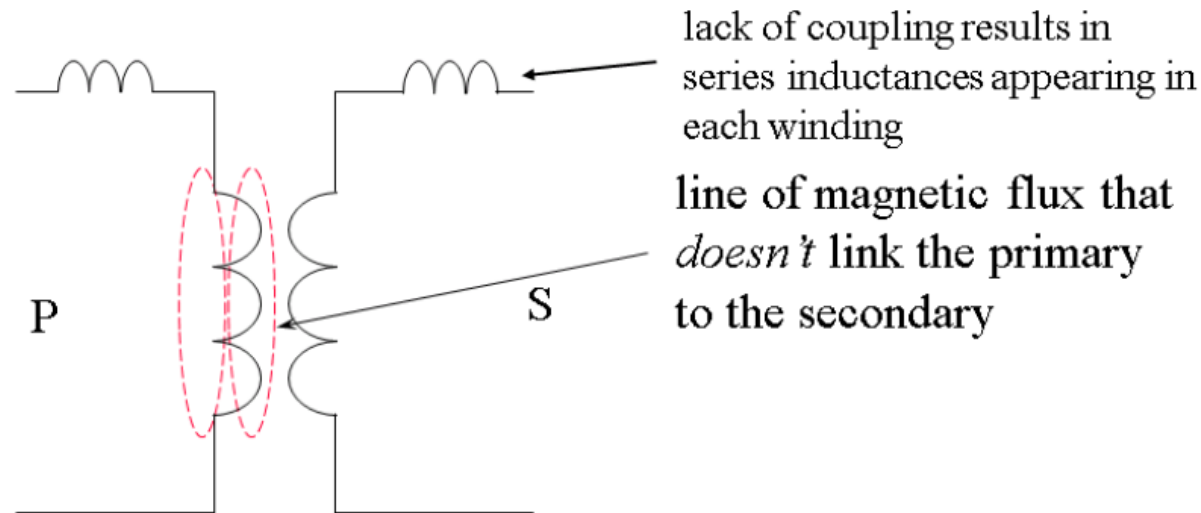 lack of coupling results in
series inductances appearing in
each winding
line of magnetic flux that
doesn't link the primary
to the secondary
P
S